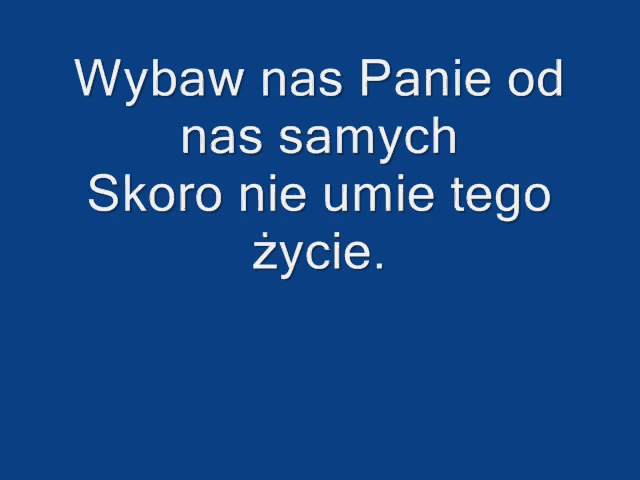 Wybaw nas Panie od
nas samych
Skoro nie umie tego
życie.